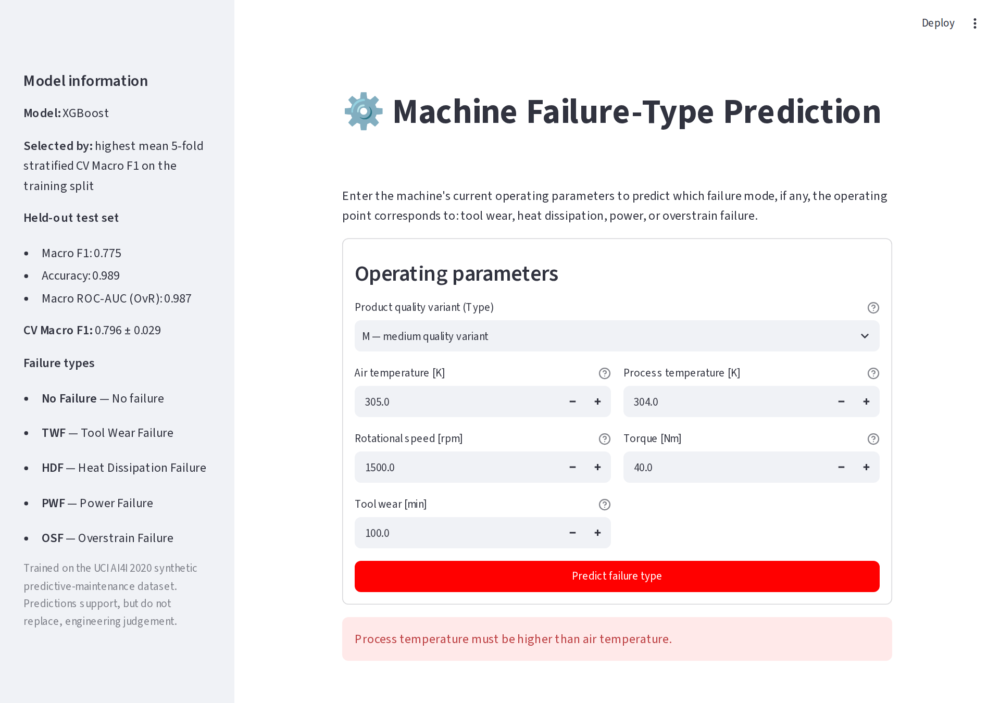 Deploy
Model information
Model: XGBoost
Selected by: highest mean 5-fold
stratified CV Macro F1 on the
training split
Held-out test set
• Macro F1: 0.775
• Accuracy: 0.989
• Macro ROC-AUC (OvR): 0.987
CV Macro F1: 0.796 ± 0.029
Failure types
• No Failure — No failure
• TWF — Tool Wear Failure
• HDF — Heat Dissipation Failure
• PWF — Power Failure
• OSF — Overstrain Failure
Trained on the UCI AI4I 2020 synthetic
predictive-maintenance dataset.
Predictions support, but do not
replace, engineering judgement.
⚙️ Machine Failure-Type Prediction
Enter the machine's current operating parameters to predict which failure mode, if any, the operating
point corresponds to: tool wear, heat dissipation, power, or overstrain failure.
Operating parameters
Product quality variant (Type)
M — medium quality variant
Air temperature [K] Process temperature [K]
305.0 304.0
Rotational speed [rpm] Torque [Nm]
1500.0 40.0
Tool wear [min]
100.0
Predict failure type
Process temperature must be higher than air temperature.